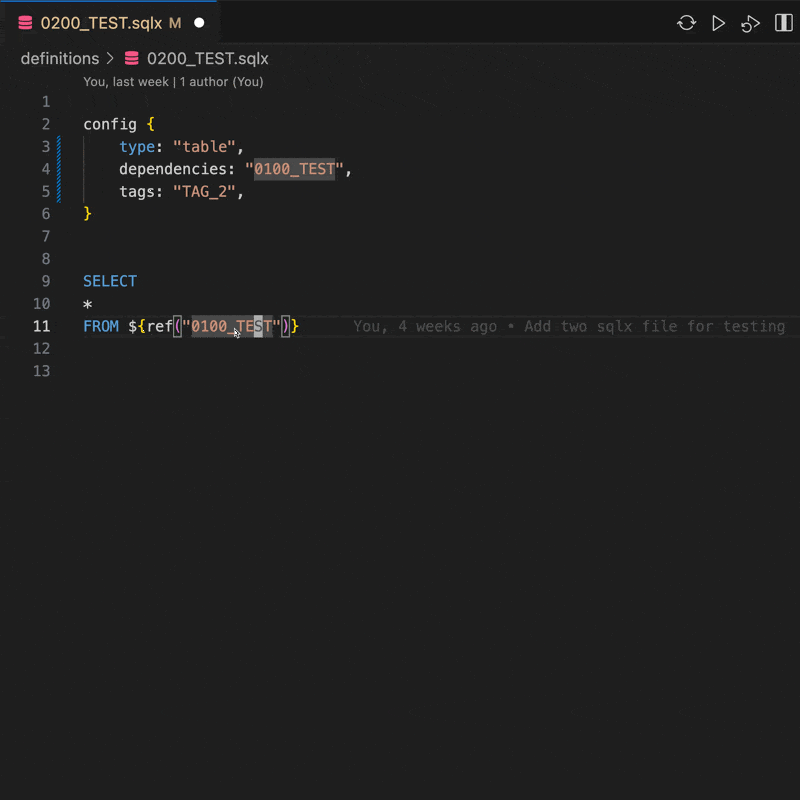 0200_TEST.sqlx M
definitions > 0200_TEST.sqlx
You, last week | 1 author (You)
1
2 config {
3 type: "table",
4 dependencies: "0100_TEST",
5 tags: "TAG_2",
6 }
7
8
9 SELECT
10 *
11 FROM ${ref("0100_TEST")} You, 4 weeks ago • Add two sqlx file for testing
12
13